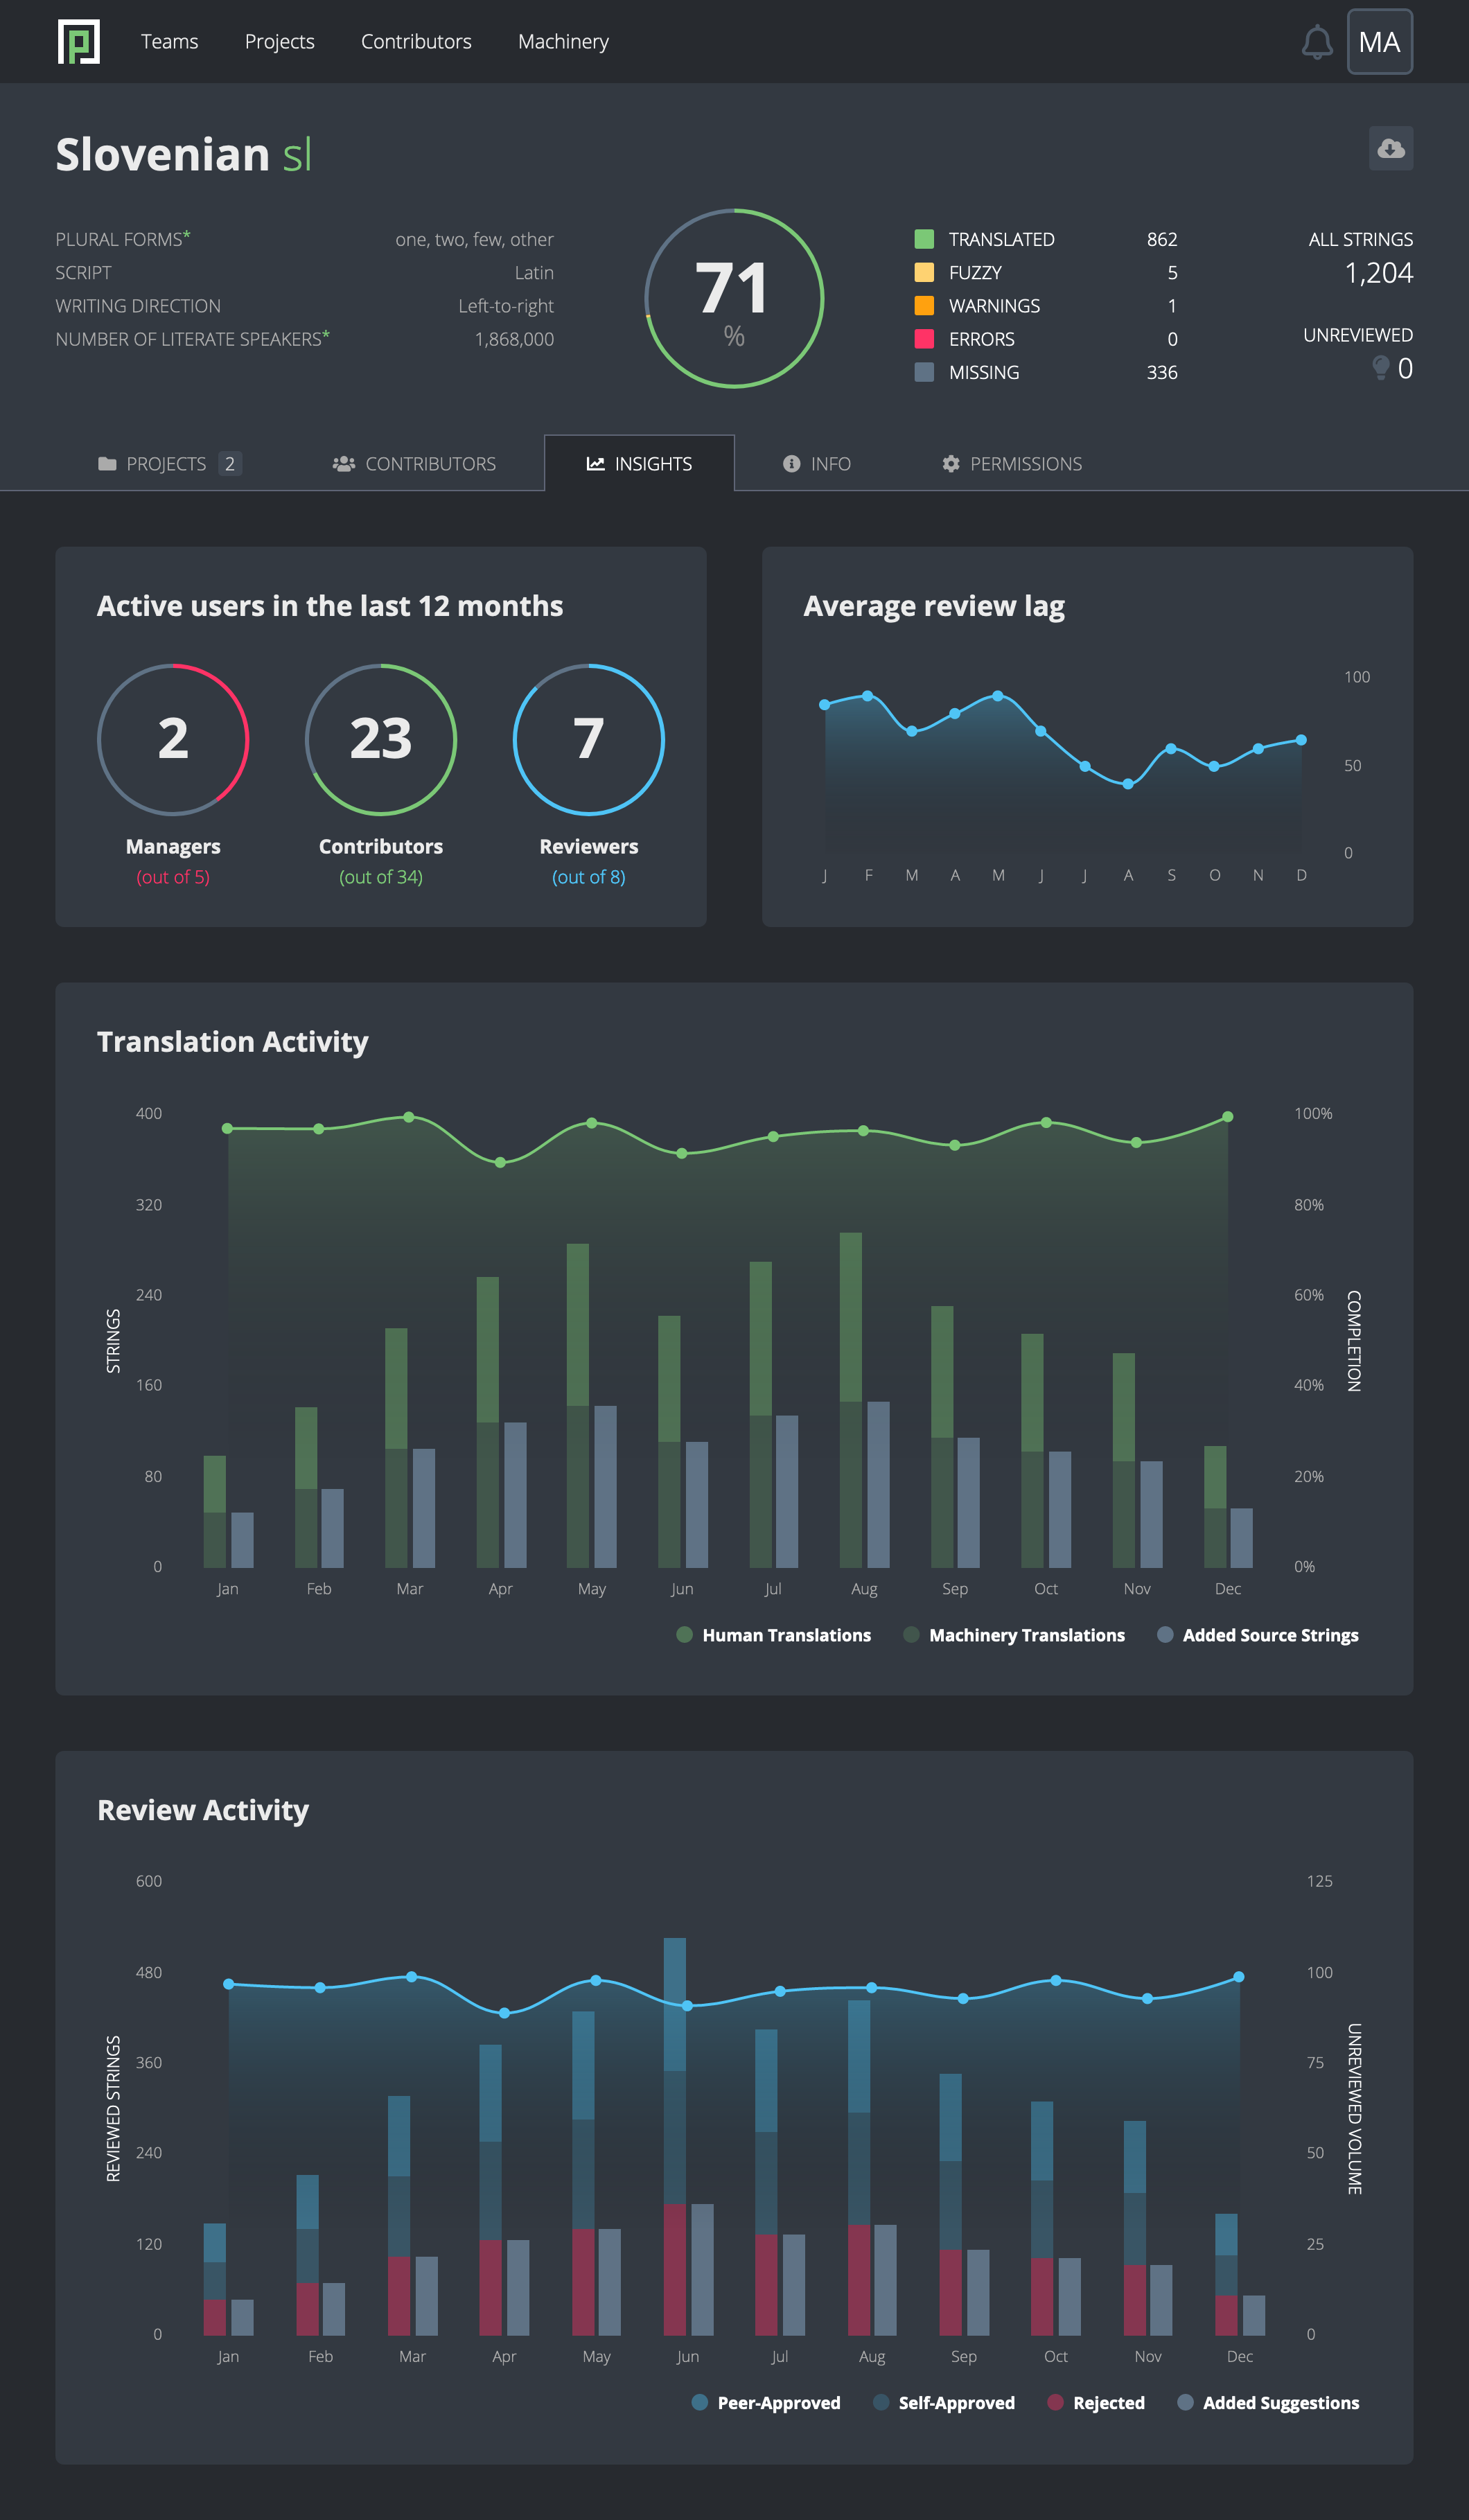 Teams Projects Contributors Machinery MA
Slovenian sl
PLURAL FORMS* one, two, few, other
SCRIPT Latin
WRITING DIRECTION Left-to-right
NUMBER OF LITERATE SPEAKERS* 1,868,000
71
%
TRANSLATED 862
FUZZY 5
WARNINGS 1
ERRORS 0
MISSING 336
ALL STRINGS
1,204
UNREVIEWED
0
PROJECTS 2 CONTRIBUTORS INSIGHTS INFO PERMISSIONS
Active users in the last 12 months
2 23 7
Managers Contributors Reviewers
(out of 5) (out of 34) (out of 8)
Average review lag
100
50
0
J F M A M J J A S O N D
Translation Activity
400 100%
320 80%
240 60%
160 40%
80 20%
0 0%
STRINGS
COMPLETION
Jan Feb Mar Apr May Jun Jul Aug Sep Oct Nov Dec
Human Translations Machinery Translations Added Source Strings
Review Activity
600 125
480 100
360 75
240 50
120 25
0 0
REVIEWED STRINGS
UNREVIEWED VOLUME
Jan Feb Mar Apr May Jun Jul Aug Sep Oct Nov Dec
Peer-Approved Self-Approved Rejected Added Suggestions